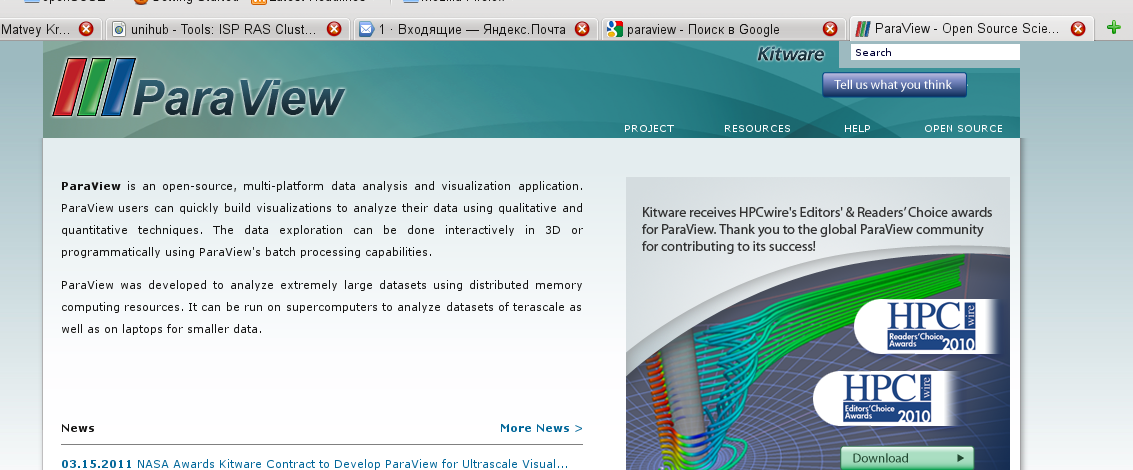 Matvey Kr...
unihub - Tools: ISP RAS Clust...
1 · Входящие — Яндекс.Почта
paraview - Поиск в Google
ParaView - Open Source Scie...
Kitware
Search
Tell us what you think
ParaView
PROJECT RESOURCES HELP OPEN SOURCE
ParaView is an open-source, multi-platform data analysis and visualization application.
ParaView users can quickly build visualizations to analyze their data using qualitative and
quantitative techniques. The data exploration can be done interactively in 3D or
programmatically using ParaView's batch processing capabilities.
ParaView was developed to analyze extremely large datasets using distributed memory
computing resources. It can be run on supercomputers to analyze datasets of terascale as
well as on laptops for smaller data.
Kitware receives HPCwire's Editors' & Readers' Choice awards
for ParaView. Thank you to the global ParaView community
for contributing to its success!
HPC wire
Readers' Choice
Awards 2010
HPC wire
Editors' Choice
Awards 2010
Download
News More News >
03.15.2011 NASA Awards Kitware Contract to Develop ParaView for Ultrascale Visual...